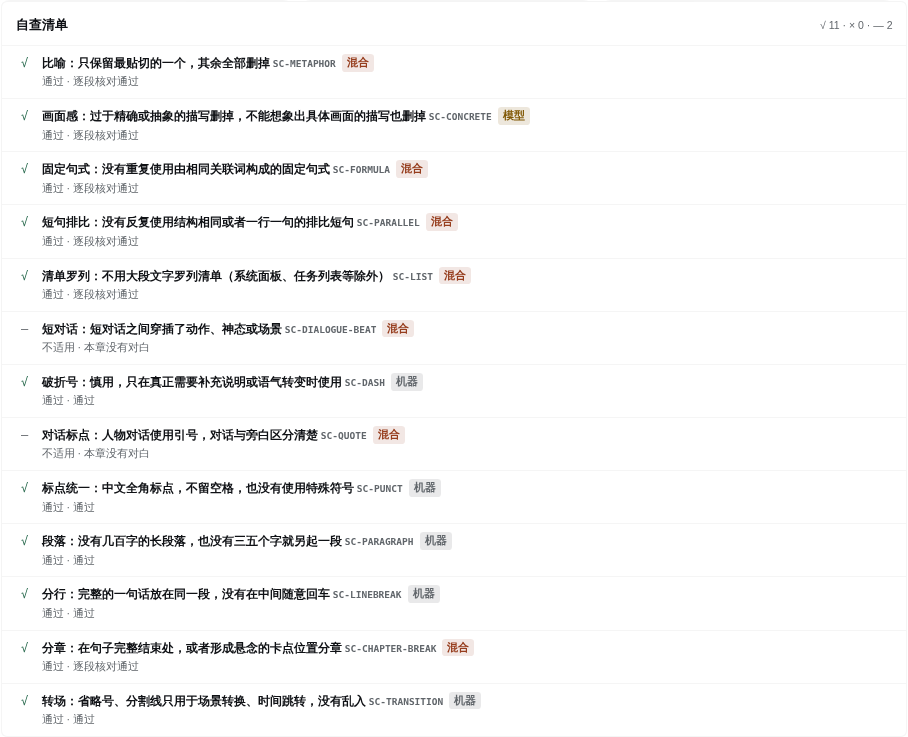 自查清单
√ 11 · × 0 · — 2
√ 比喻：只保留最贴切的一个，其余全部删掉 SC-METAPHOR 混合
通过 · 逐段核对通过
√ 画面感：过于精确或抽象的描写删掉，不能想象出具体画面的描写也删掉 SC-CONCRETE 模型
通过 · 逐段核对通过
√ 固定句式：没有重复使用由相同关联词构成的固定句式 SC-FORMULA 混合
通过 · 逐段核对通过
√ 短句排比：没有反复使用结构相同或者一行一句的排比短句 SC-PARALLEL 混合
通过 · 逐段核对通过
√ 清单罗列：不用大段文字罗列清单（系统面板、任务列表等除外） SC-LIST 混合
通过 · 逐段核对通过
— 短对话：短对话之间穿插了动作、神态或场景 SC-DIALOGUE-BEAT 混合
不适用 · 本章没有对白
√ 破折号：慎用，只在真正需要补充说明或语气转变时使用 SC-DASH 机器
通过 · 通过
— 对话标点：人物对话使用引号，对话与旁白区分清楚 SC-QUOTE 混合
不适用 · 本章没有对白
√ 标点统一：中文全角标点，不留空格，也没有使用特殊符号 SC-PUNCT 机器
通过 · 通过
√ 段落：没有几百字的长段落，也没有三五个字就另起一段 SC-PARAGRAPH 机器
通过 · 通过
√ 分行：完整的一句话放在同一段，没有在中间随意回车 SC-LINEBREAK 机器
通过 · 通过
√ 分章：在句子完整结束处，或者形成悬念的卡点位置分章 SC-CHAPTER-BREAK 混合
通过 · 逐段核对通过
√ 转场：省略号、分割线只用于场景转换、时间跳转，没有乱入 SC-TRANSITION 机器
通过 · 通过